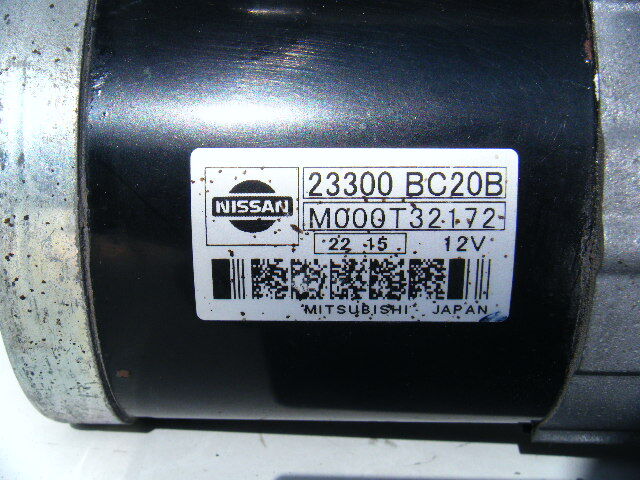 NISSAN
23300 BC20B
M000T32172
22 15 12V
MITSUBISHI JAPAN